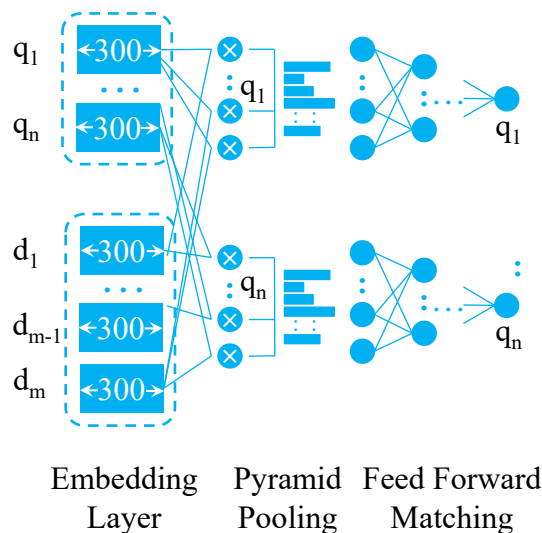 q1 300
qn 300
q1
q1
d1 300
dm-1 300
dm 300
qn
qn
Embedding Layer
Pyramid Pooling
Feed Forward Matching